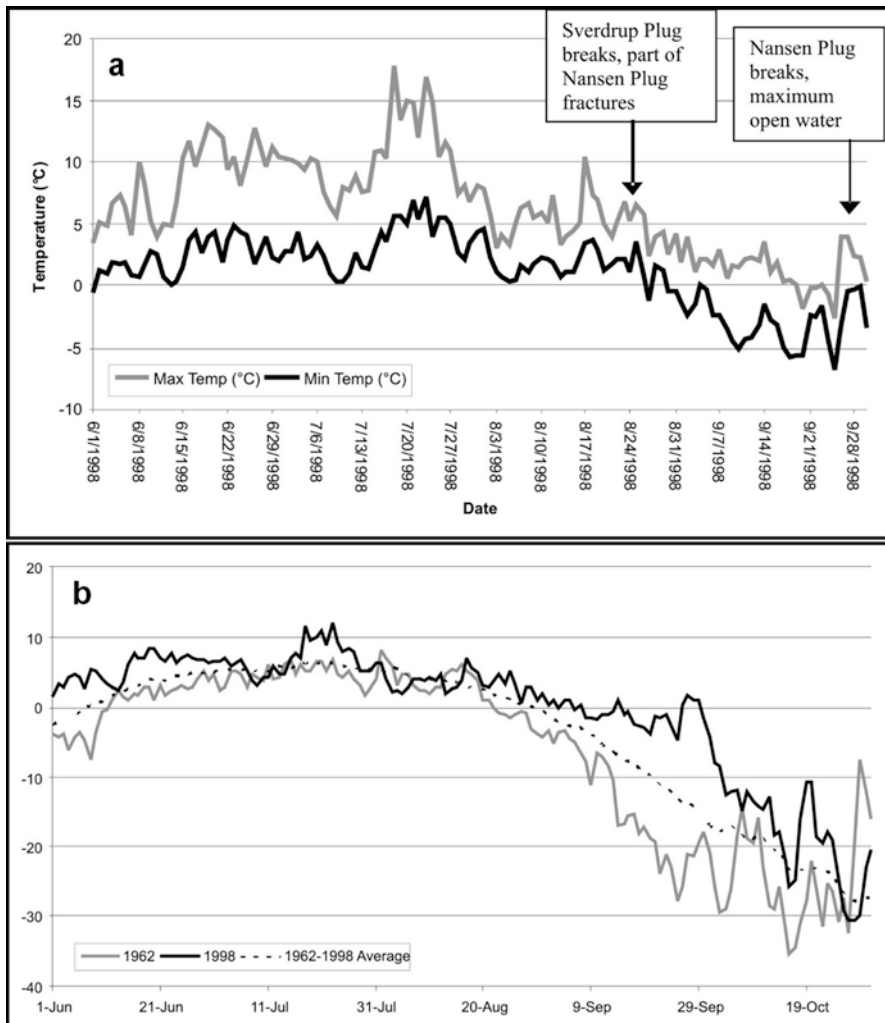 Sverdrup Plug
breaks, part of
Nansen Plug
fractures
Nansen Plug
breaks,
maximum
open water
a
20
15
10
5
0
-5
-10
Temperature (°C)
Max Temp (°C) Min Temp (°C)
6/1/1998
6/8/1998
6/15/1998
6/22/1998
6/29/1998
7/6/1998
7/13/1998
7/20/1998
7/27/1998
8/3/1998
8/10/1998
8/17/1998
8/24/1998
8/31/1998
9/7/1998
9/14/1998
9/21/1998
9/28/1998
Date
b
20
10
0
-10
-20
-30
-40
1962 1998 1962-1998 Average
1-Jun 21-Jun 11-Jul 31-Jul 20-Aug 9-Sep 29-Sep 19-Oct